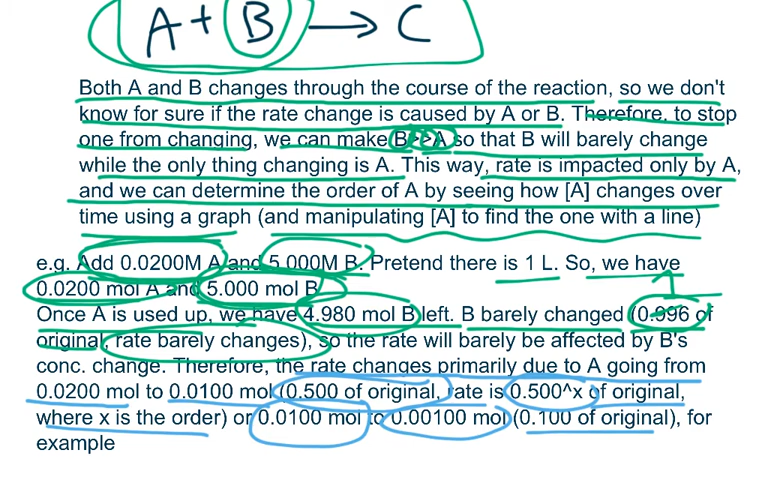 A + B → C
Both A and B changes through the course of the reaction, so we don't
know for sure if the rate change is caused by A or B. Therefore, to stop
one from changing, we can make B>>A so that B will barely change
while the only thing changing is A. This way, rate is impacted only by A,
and we can determine the order of A by seeing how [A] changes over
time using a graph (and manipulating [A] to find the one with a line)
e.g. Add 0.0200M A and 5.000M B. Pretend there is 1 L. So, we have
0.0200 mol A and 5.000 mol B
Once A is used up, we have 4.980 mol B left. B barely changed (0.996 of
original, rate barely changes), so the rate will barely be affected by B's
conc. change. Therefore, the rate changes primarily due to A going from
0.0200 mol to 0.0100 mol (0.500 of original, rate is 0.500^x of original,
where x is the order) or 0.0100 mol to 0.00100 mol (0.100 of original), for
example